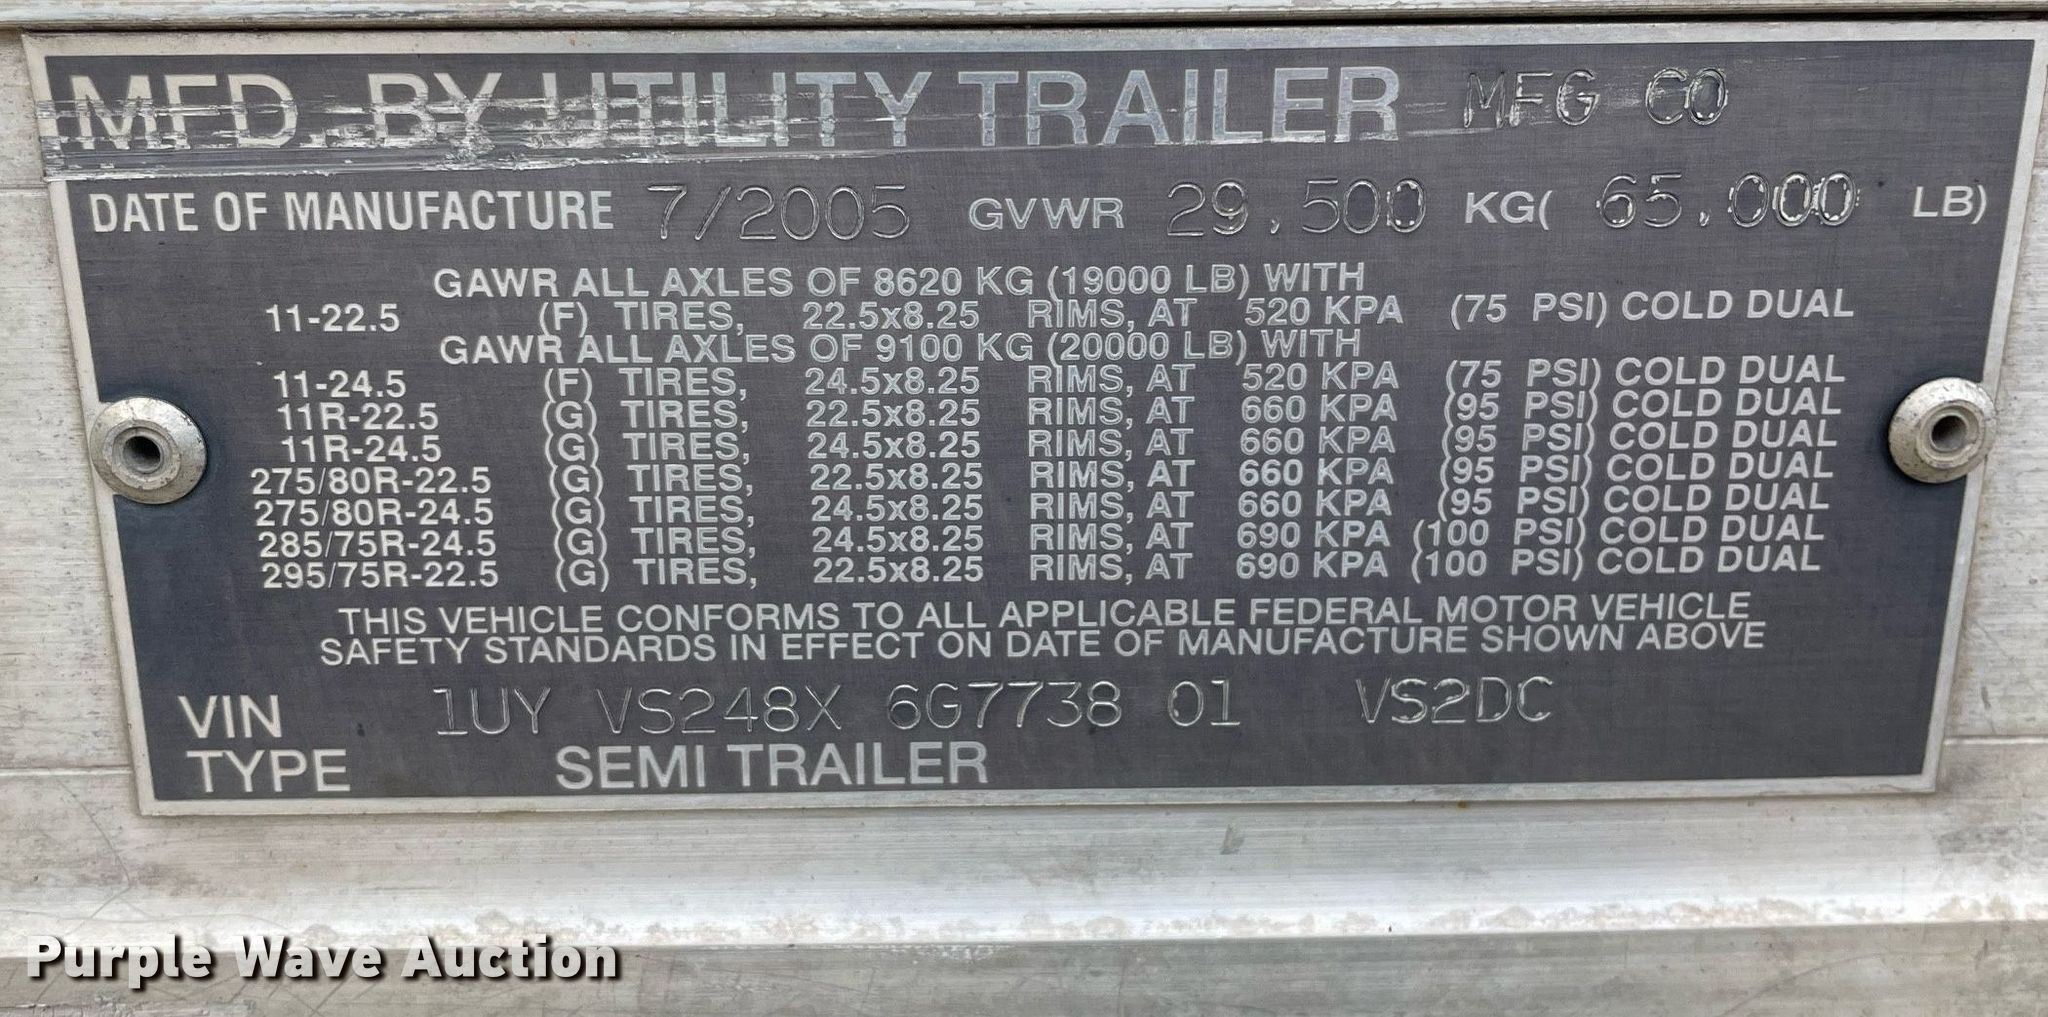 MFD. BY UTILITY TRAILER MFG CO
DATE OF MANUFACTURE 7/2005 GVWR 29,500 KG( 65,000 LB)
GAWR ALL AXLES OF 8620 KG (19000 LB) WITH
11-22.5 (F) TIRES, 22.5x8.25 RIMS, AT 520 KPA (75 PSI) COLD DUAL
GAWR ALL AXLES OF 9100 KG (20000 LB) WITH
11-24.5 (F) TIRES, 24.5x8.25 RIMS, AT 520 KPA (75 PSI) COLD DUAL
11R-22.5 (G) TIRES, 22.5x8.25 RIMS, AT 660 KPA (95 PSI) COLD DUAL
11R-24.5 (G) TIRES, 24.5x8.25 RIMS, AT 660 KPA (95 PSI) COLD DUAL
275/80R-22.5 (G) TIRES, 22.5x8.25 RIMS, AT 660 KPA (95 PSI) COLD DUAL
275/80R-24.5 (G) TIRES, 24.5x8.25 RIMS, AT 660 KPA (95 PSI) COLD DUAL
285/75R-24.5 (G) TIRES, 24.5x8.25 RIMS, AT 690 KPA (100 PSI) COLD DUAL
295/75R-22.5 (G) TIRES, 22.5x8.25 RIMS, AT 690 KPA (100 PSI) COLD DUAL
THIS VEHICLE CONFORMS TO ALL APPLICABLE FEDERAL MOTOR VEHICLE
SAFETY STANDARDS IN EFFECT ON DATE OF MANUFACTURE SHOWN ABOVE
VIN 1UY VS248X 6G7738 01 VS2DC
TYPE SEMI TRAILER
Purple Wave Auction